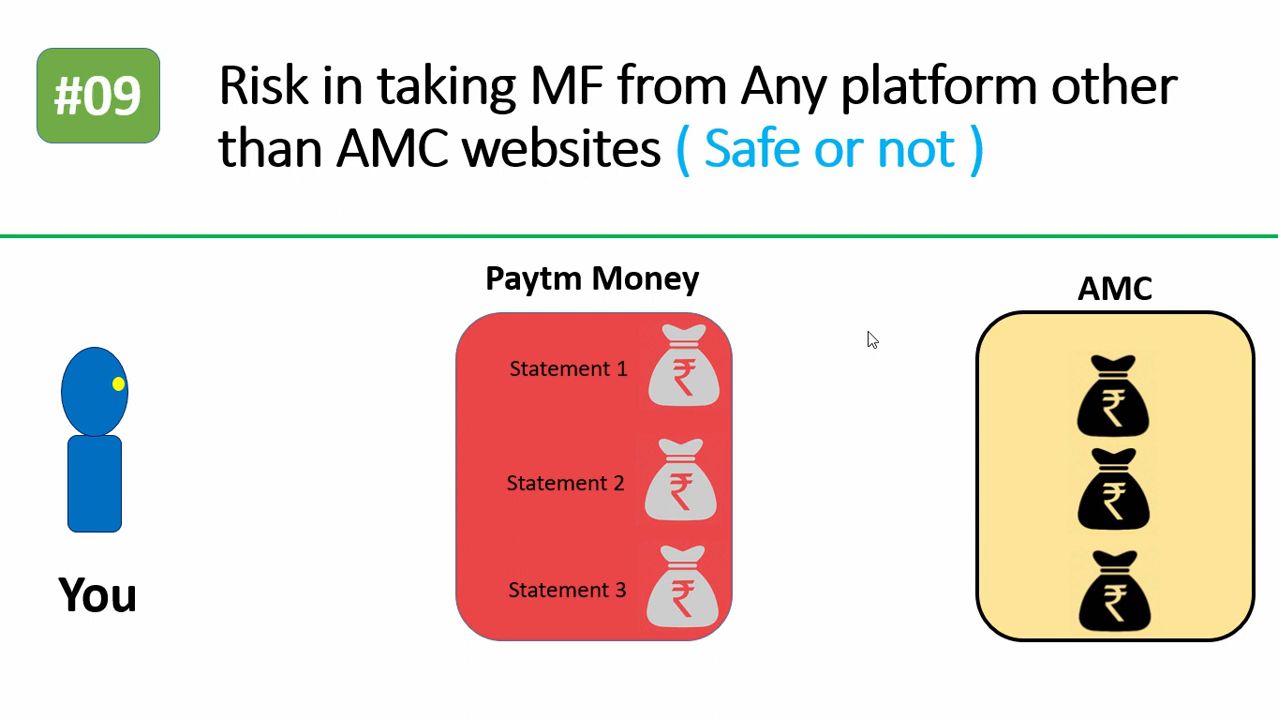 #09
Risk in taking MF from Any platform other
than AMC websites ( Safe or not )
Paytm Money
AMC
Statement 1
₹
₹
Statement 2
₹
₹
Statement 3
₹
₹
You